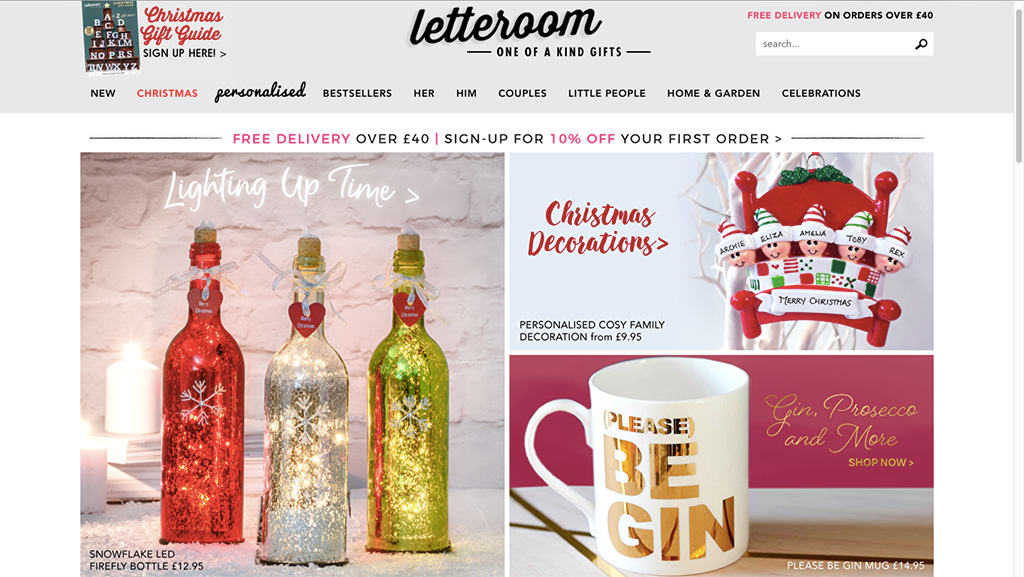 Christmas
Gift Guide
SIGN UP HERE! >
letteroom
ONE OF A KIND GIFTS
FREE DELIVERY ON ORDERS OVER £40
search...
NEW CHRISTMAS personalised BESTSELLERS HER HIM COUPLES LITTLE PEOPLE HOME & GARDEN CELEBRATIONS
FREE DELIVERY OVER £40 | SIGN-UP FOR 10% OFF YOUR FIRST ORDER >
Lighting Up Time >
Merry
Christmas
Merry
Christmas
Merry
Christmas
SNOWFLAKE LED
FIREFLY BOTTLE £12.95
Christmas
Decorations>
ARCHIE ELIZA AMELIA TOBY REX
MERRY CHRISTMAS
PERSONALISED COSY FAMILY
DECORATION from £9.95
(PLEASE)
BE
GIN
Gin, Prosecco
and More
SHOP NOW >
PLEASE BE GIN MUG £14.95